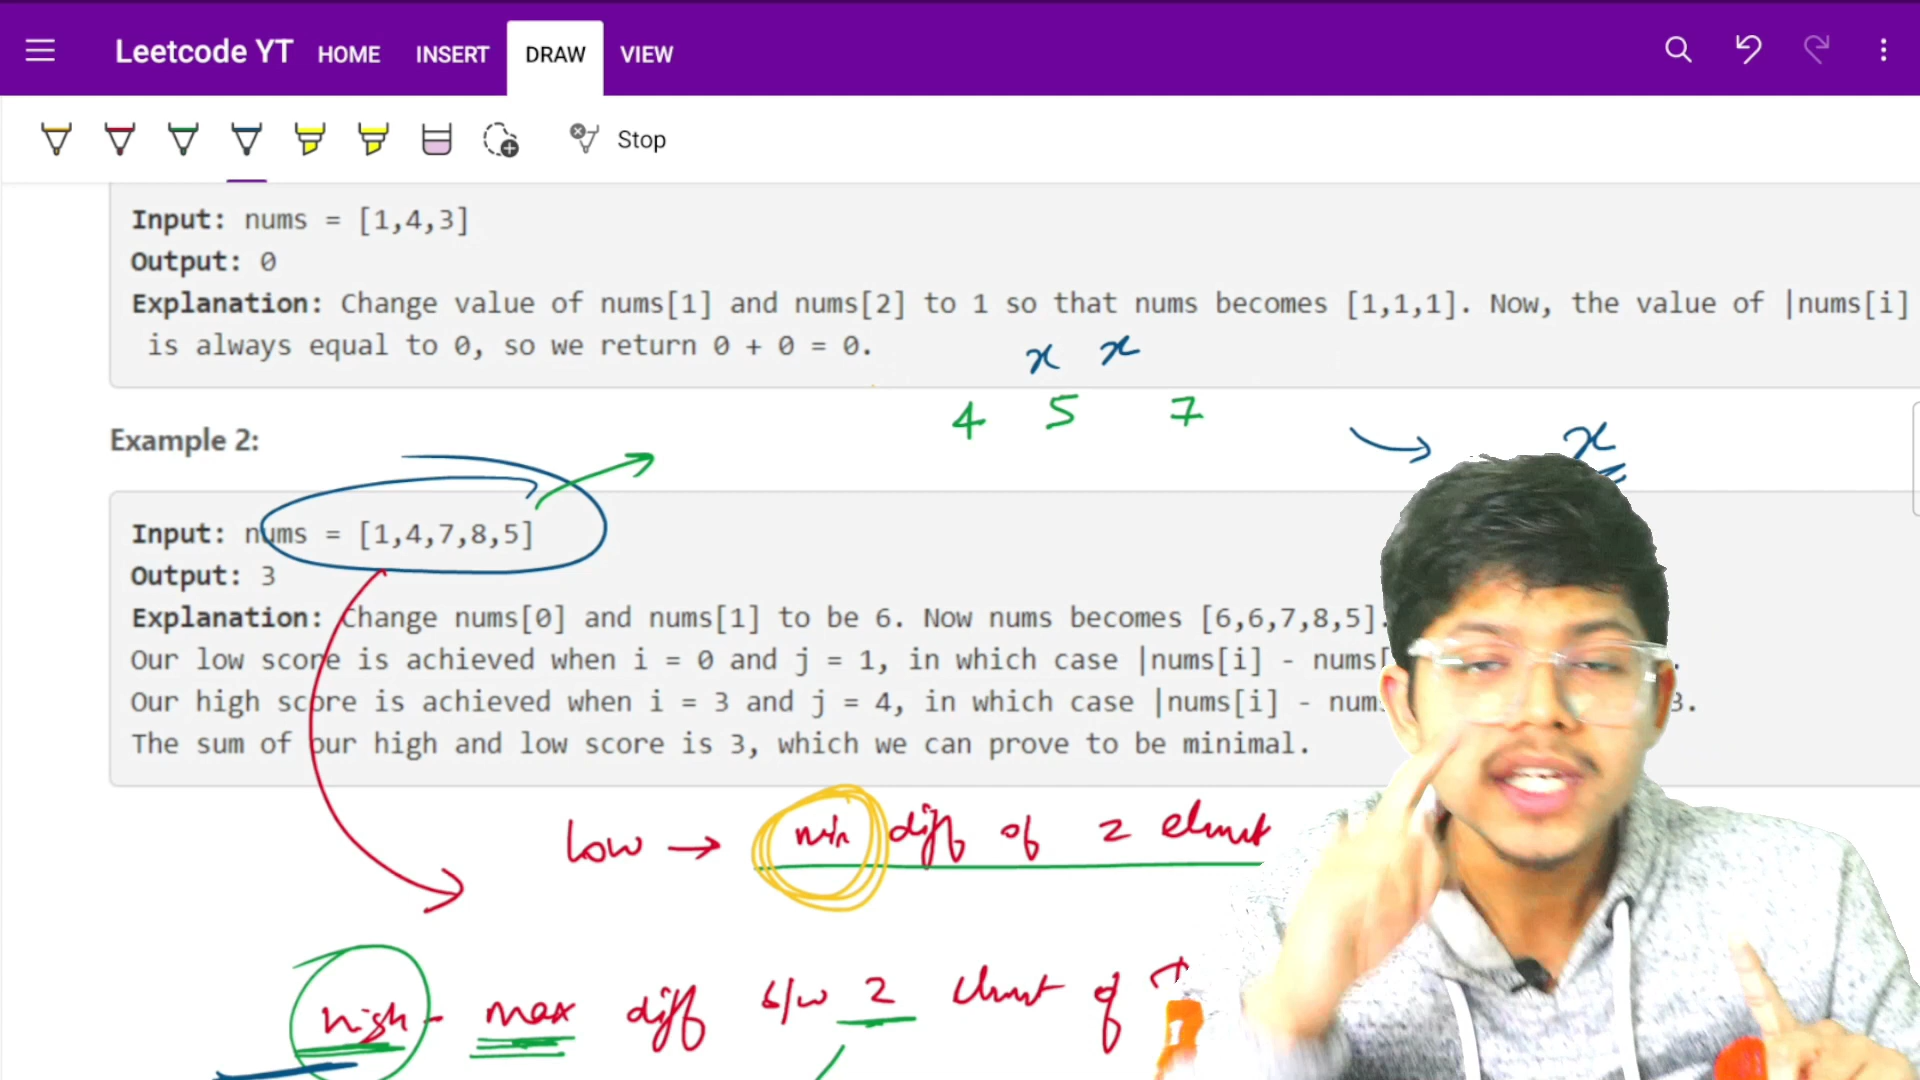 Leetcode YT HOME INSERT DRAW VIEW
Stop
Input: nums = [1,4,3]
Output: 0
Explanation: Change value of nums[1] and nums[2] to 1 so that nums becomes [1,1,1]. Now, the value of |nums[i]
is always equal to 0, so we return 0 + 0 = 0.
x x
4 5 7
x
Example 2:
Input: nums = [1,4,7,8,5]
Output: 3
Explanation: Change nums[0] and nums[1] to be 6. Now nums becomes [6,6,7,8,5].
Our low score is achieved when i = 0 and j = 1, in which case |nums[i] - nums[
Our high score is achieved when i = 3 and j = 4, in which case |nums[i] - nums 3.
The sum of our high and low score is 3, which we can prove to be minimal.
low → min diff of 2 elmnt
high - max diff b/w 2 elmnt of